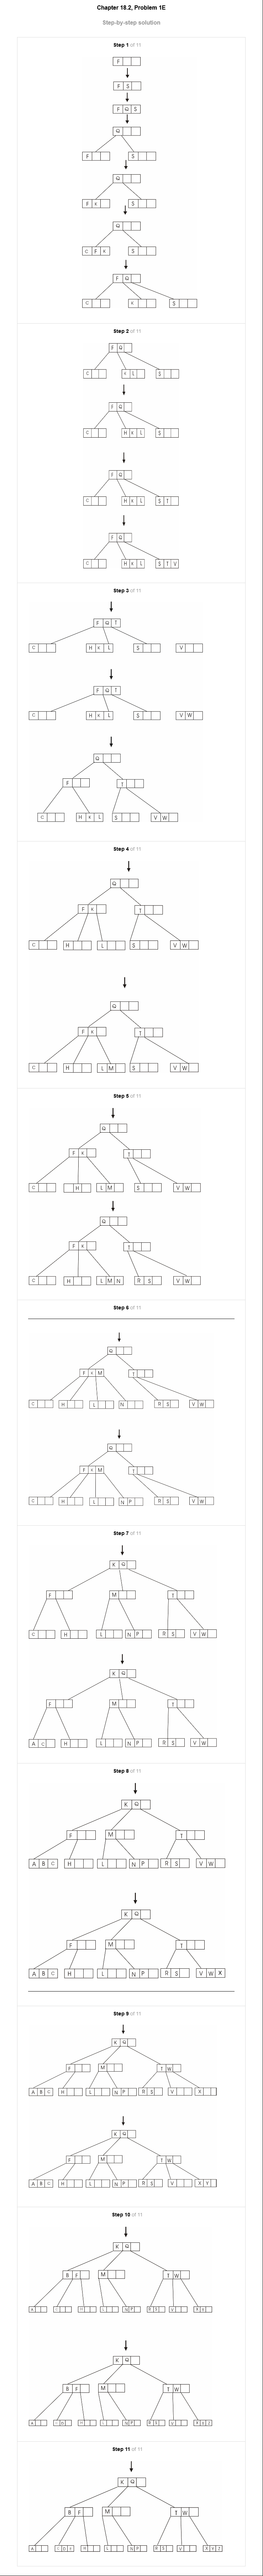 Chapter 18.2, Problem 1E
Step-by-step solution
Step 1 of 11
F
F S
F Q S
Q
F S
Q
F K S
Q
C F K S
F Q
C K S
Step 2 of 11
F Q
C K L S
F Q
C H K L S
F Q
C H K L S T
F Q
C H K L S T V
Step 3 of 11
F Q T
C H K L S V
F Q T
C H K L S V W
Q
F T
C H K L S V W
Step 4 of 11
Q
F K T
C H L S V W
Q
F K T
C H L M S V W
Step 5 of 11
Q
F K T
C H L M S V W
Q
F K T
C H L M N R S V W
Step 6 of 11
Q
F K M T
C H L N R S V W
Q
F K M T
C H L N P R S V W
Step 7 of 11
K Q
F M T
C H L N P R S V W
K Q
F M T
A C H L N P R S V W
Step 8 of 11
K Q
F M T
A B C H L N P R S V W
K Q
F M T
A B C H L N P R S V W X
Step 9 of 11
K Q
F M T W
A B C H L N P R S V X
K Q
F M T W
A B C H L N P R S V X Y
Step 10 of 11
K Q
B F M T W
K Q
B F M T W
Step 11 of 11
K Q
B F M T W